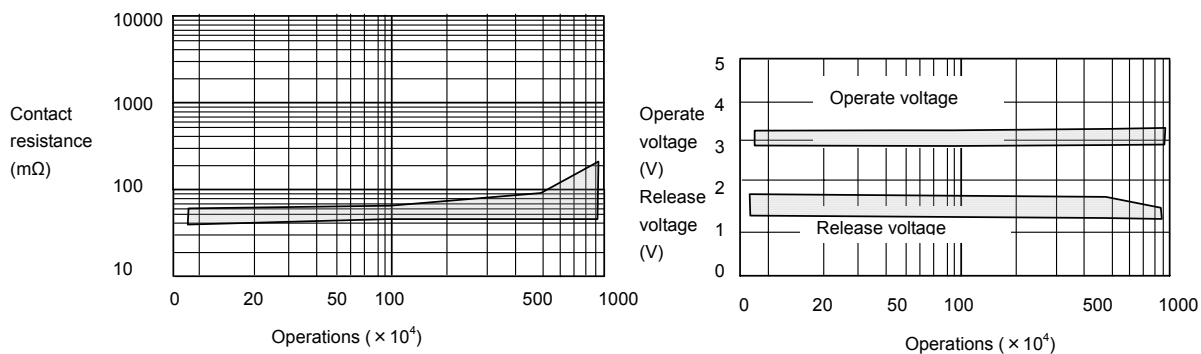 10000
1000
100
10
Contact
resistance
(mΩ)
0 20 50 100 500 1000
Operations (×10⁴)
5
4
3
2
1
0
Operate
voltage
(V)
Release
voltage
(V)
Operate voltage
Release voltage
0 20 50 100 500 1000
Operations (×10⁴)